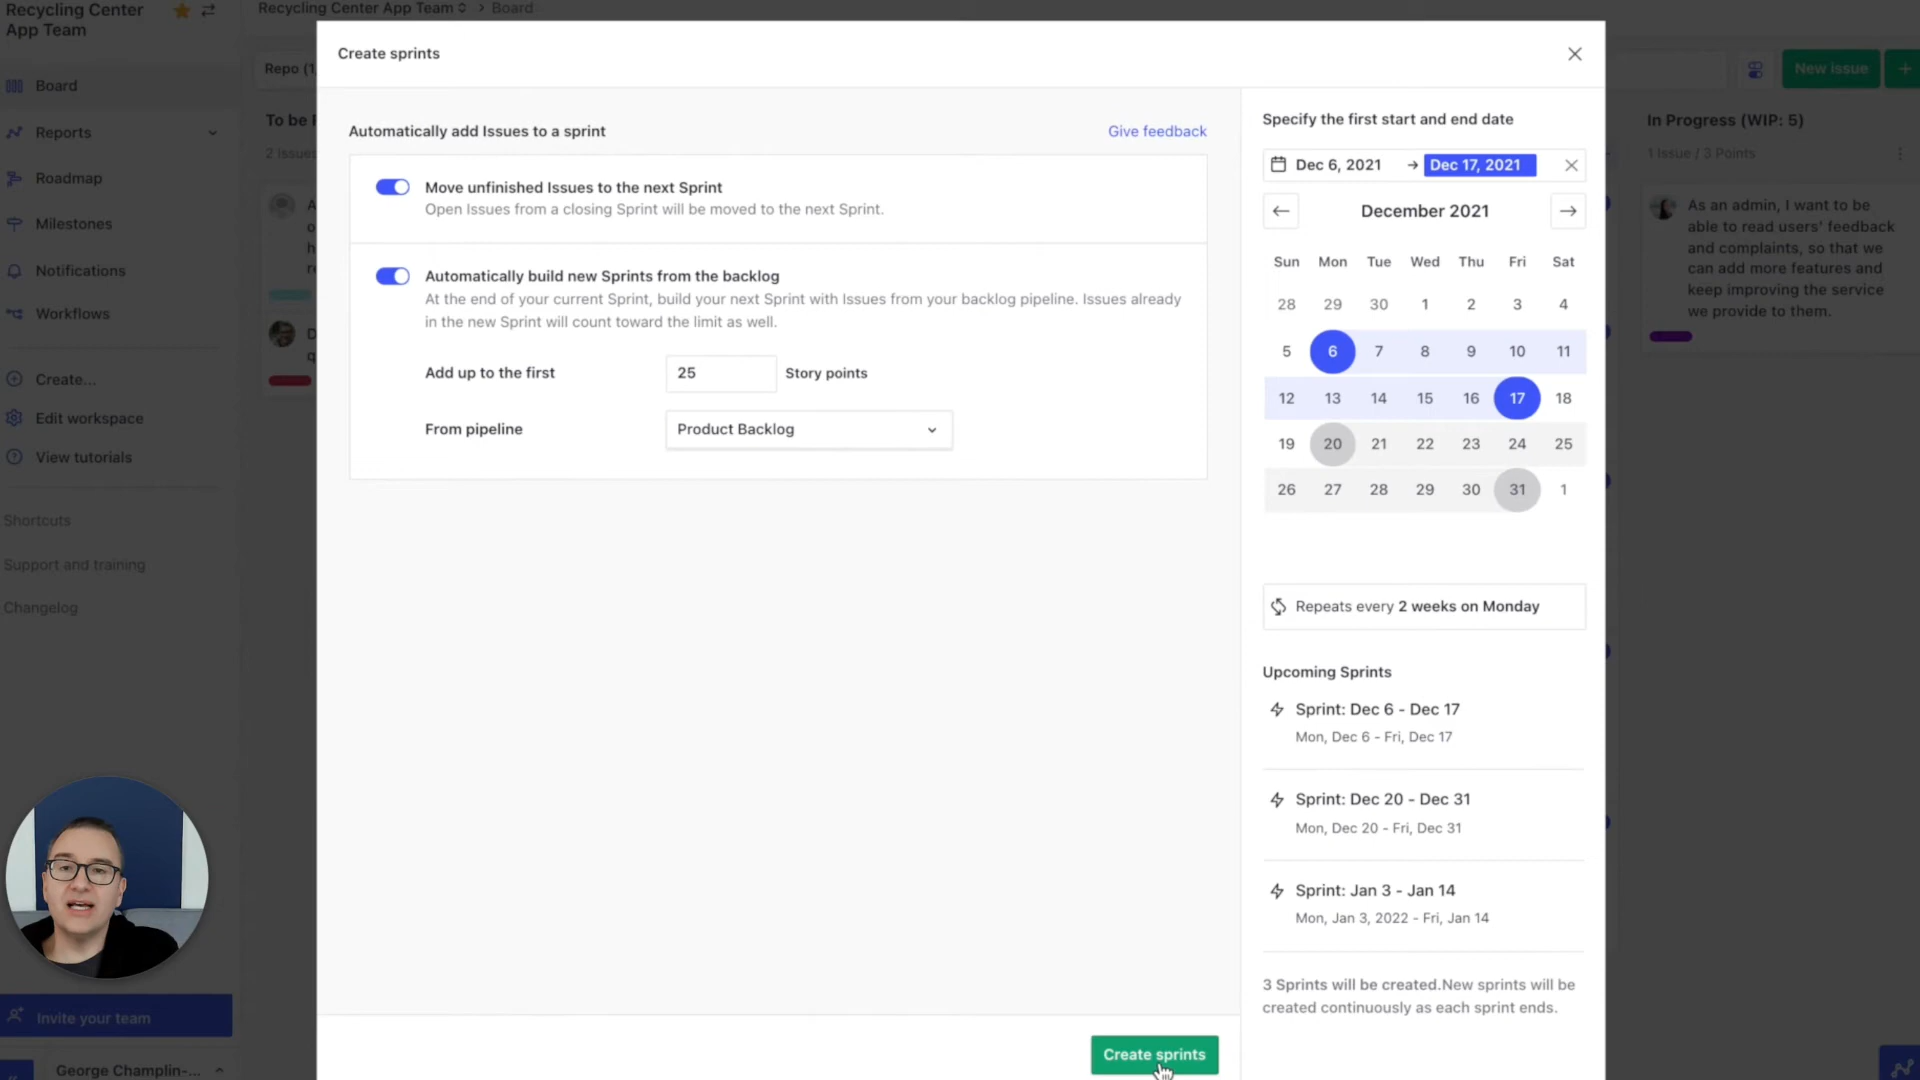 Recycling Center
App Team
Recycling Center App Team
Board
Board
Reports
Roadmap
Milestones
Notifications
Workflows
Create...
Edit workspace
View tutorials
Shortcuts
Support and training
Changelog
Invite your team
George Champlin-...
Repo (1
To be
2 Issues
Create sprints
Automatically add Issues to a sprint
Give feedback
Move unfinished Issues to the next Sprint
Open Issues from a closing Sprint will be moved to the next Sprint.
Automatically build new Sprints from the backlog
At the end of your current Sprint, build your next Sprint with Issues from your backlog pipeline. Issues already
in the new Sprint will count toward the limit as well.
Add up to the first
25
Story points
From pipeline
Product Backlog
Create sprints
Specify the first start and end date
Dec 6, 2021 → Dec 17, 2021
December 2021
Sun Mon Tue Wed Thu Fri Sat
28 29 30 1 2 3 4
5 6 7 8 9 10 11
12 13 14 15 16 17 18
19 20 21 22 23 24 25
26 27 28 29 30 31 1
Repeats every 2 weeks on Monday
Upcoming Sprints
Sprint: Dec 6 - Dec 17
Mon, Dec 6 - Fri, Dec 17
Sprint: Dec 20 - Dec 31
Mon, Dec 20 - Fri, Dec 31
Sprint: Jan 3 - Jan 14
Mon, Jan 3, 2022 - Fri, Jan 14
3 Sprints will be created.New sprints will be
created continuously as each sprint ends.
New issue
In Progress (WIP: 5)
1 Issue / 3 Points
As an admin, I want to be
able to read users' feedback
and complaints, so that we
can add more features and
keep improving the service
we provide to them.